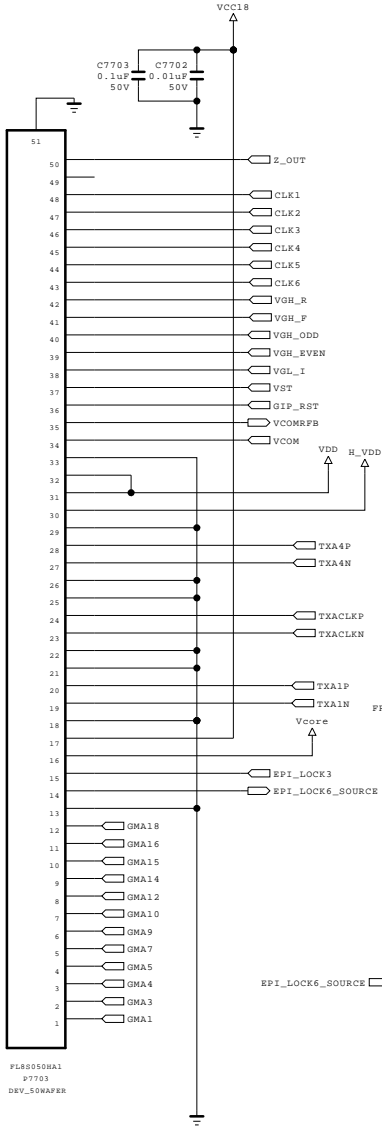 VCC18
C7703 C7702
0.1uF 0.01uF
50V 50V
51
50 Z_OUT
49
48 CLK1
47 CLK2
46 CLK3
45 CLK4
44 CLK5
43 CLK6
42 VGH_R
41 VGH_F
40 VGH_ODD
39 VGH_EVEN
38 VGL_I
37 VST
36 GIP_RST
35 VCOMRFB
34 VCOM
33 VDD H_VDD
32
31
30
29
28 TXA4P
27 TXA4N
26
25
24 TXACLKP
23 TXACLKN
22
21
20 TXA1P
19 TXA1N
18 Vcore
17
16
15 EPI_LOCK3
14 EPI_LOCK6_SOURCE
13
12 GMA18
11 GMA16
10 GMA15
9 GMA14
8 GMA12
7 GMA10
6 GMA9
5 GMA7
4 GMA5
3 GMA4
2 GMA3
1 GMA1
EPI_LOCK6_SOURCE
FL8S050HA1
P7703
DEV_50WAFER